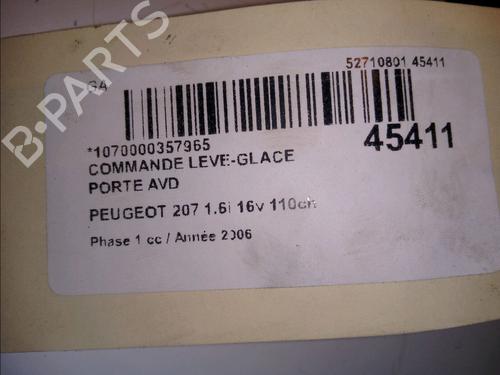 52710801 45411
GA
*1070000357965
45411
COMMANDE LEVE-GLACE
PORTE AVD
PEUGEOT 207 1.6i 16v 110ch
Phase 1 cc / Année 2006
B-PARTS